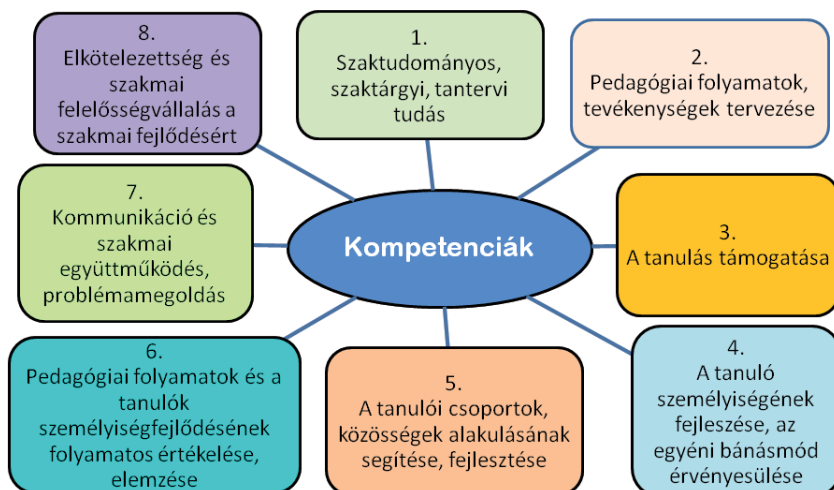 8.
Elkötelezettség és
szakmai
felelősségvállalás a
szakmai fejlődésért
1.
Szaktudományos,
szaktárgyi, tantervi
tudás
2.
Pedagógiai folyamatok,
tevékenységek tervezése
7.
Kommunikáció és
szakmai
együttműködés,
problémamegoldás
Kompetenciák
3.
A tanulás támogatása
6.
Pedagógiai folyamatok és a
tanulók
személyiségfejlődésének
folyamatos értékelése,
elemzése
5.
A tanulói csoportok,
közösségek alakulásának
segítése, fejlesztése
4.
A tanuló
személyiségének
fejleszése, az
egyéni bánásmód
érvényesülése